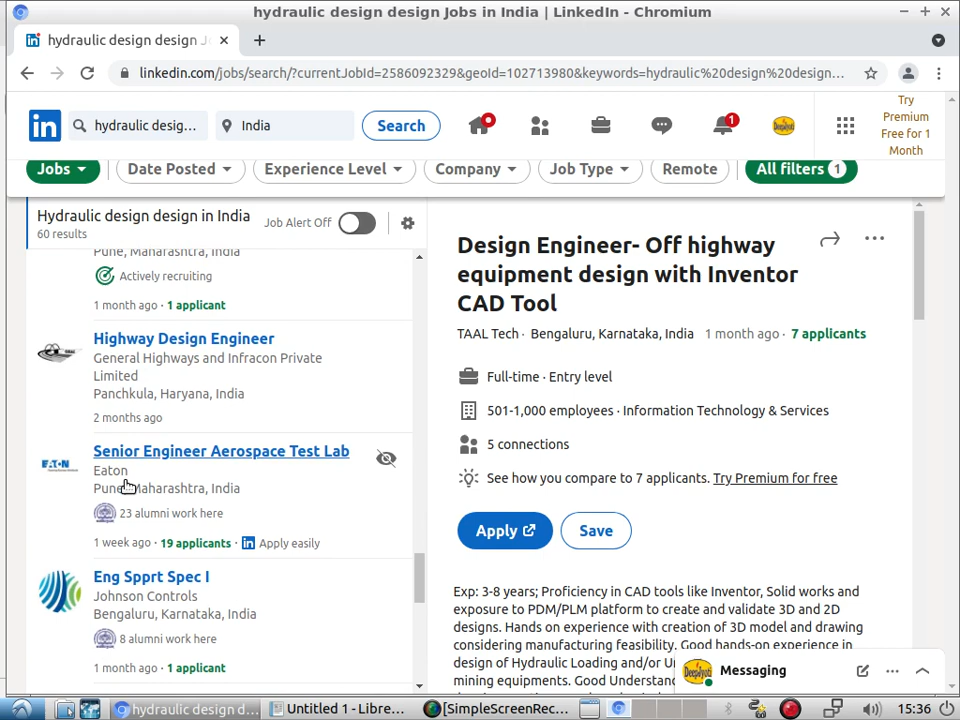 hydraulic design design Jobs in India | LinkedIn - Chromium
hydraulic design design J
linkedin.com/jobs/search/?currentJobId=2586092329&geoId=102713980&keywords=hydraulic%20design%20design...
in
hydraulic desig...
India
Search
1
Try
Premium
Free for 1
Month
Jobs
Date Posted
Experience Level
Company
Job Type
Remote
All filters 1
Hydraulic design design in India
60 results
Job Alert Off
Pune, Maharashtra, India
Actively recruiting
1 month ago · 1 applicant
Highway Design Engineer
General Highways and Infracon Private
Limited
Panchkula, Haryana, India
2 months ago
Senior Engineer Aerospace Test Lab
EATON
Eaton
Pune, Maharashtra, India
23 alumni work here
1 week ago · 19 applicants · in Apply easily
Eng Spprt Spec I
Johnson Controls
Bengaluru, Karnataka, India
8 alumni work here
1 month ago · 1 applicant
Design Engineer- Off highway
equipment design with Inventor
CAD Tool
TAAL Tech · Bengaluru, Karnataka, India 1 month ago · 7 applicants
Full-time · Entry level
501-1,000 employees · Information Technology & Services
5 connections
See how you compare to 7 applicants. Try Premium for free
Apply
Save
Exp: 3-8 years; Proficiency in CAD tools like Inventor, Solid works and
exposure to PDM/PLM platform to create and validate 3D and 2D
designs. Hands on experience with creation of 3D model and drawing
considering manufacturing feasibility. Good hands-on experience in
design of Hydraulic Loading and/or
mining equipments. Good
Messaging
hydraulic design d...
Untitled 1 - Libre...
[SimpleScreenRec...
15:36